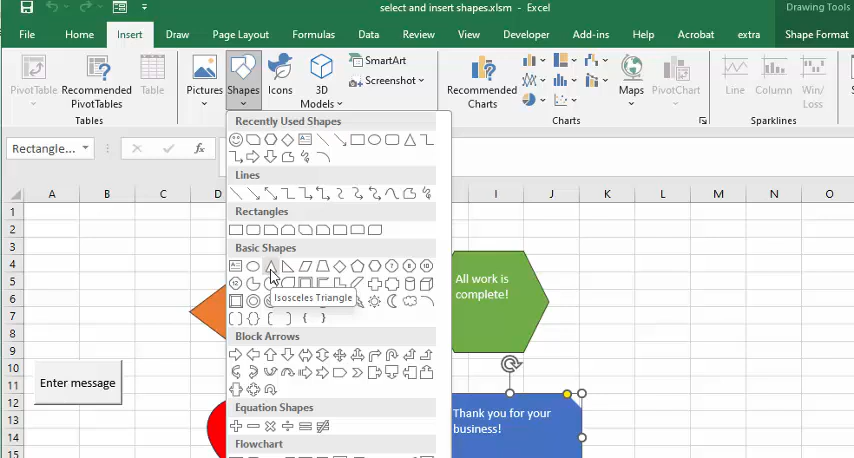 select and insert shapes.xlsm - Excel
Drawing Tools
File Home Insert Draw Page Layout Formulas Data Review View Developer Add-ins Help Acrobat extra Shape Format
PivotTable Recommended PivotTables Table Pictures Shapes Icons 3D Models SmartArt Screenshot Recommended Charts Maps PivotChart Line Column Win/ Loss
Tables Charts Sparklines
Rectangle...
fx
A B C D I J K L M N O
1
2
3
4
5
6
7
8
9
10
11
12
13
14
Recently Used Shapes
Lines
Rectangles
Basic Shapes
Isosceles Triangle
Block Arrows
Equation Shapes
Flowchart
All work is
complete!
Enter message
Thank you for your
business!